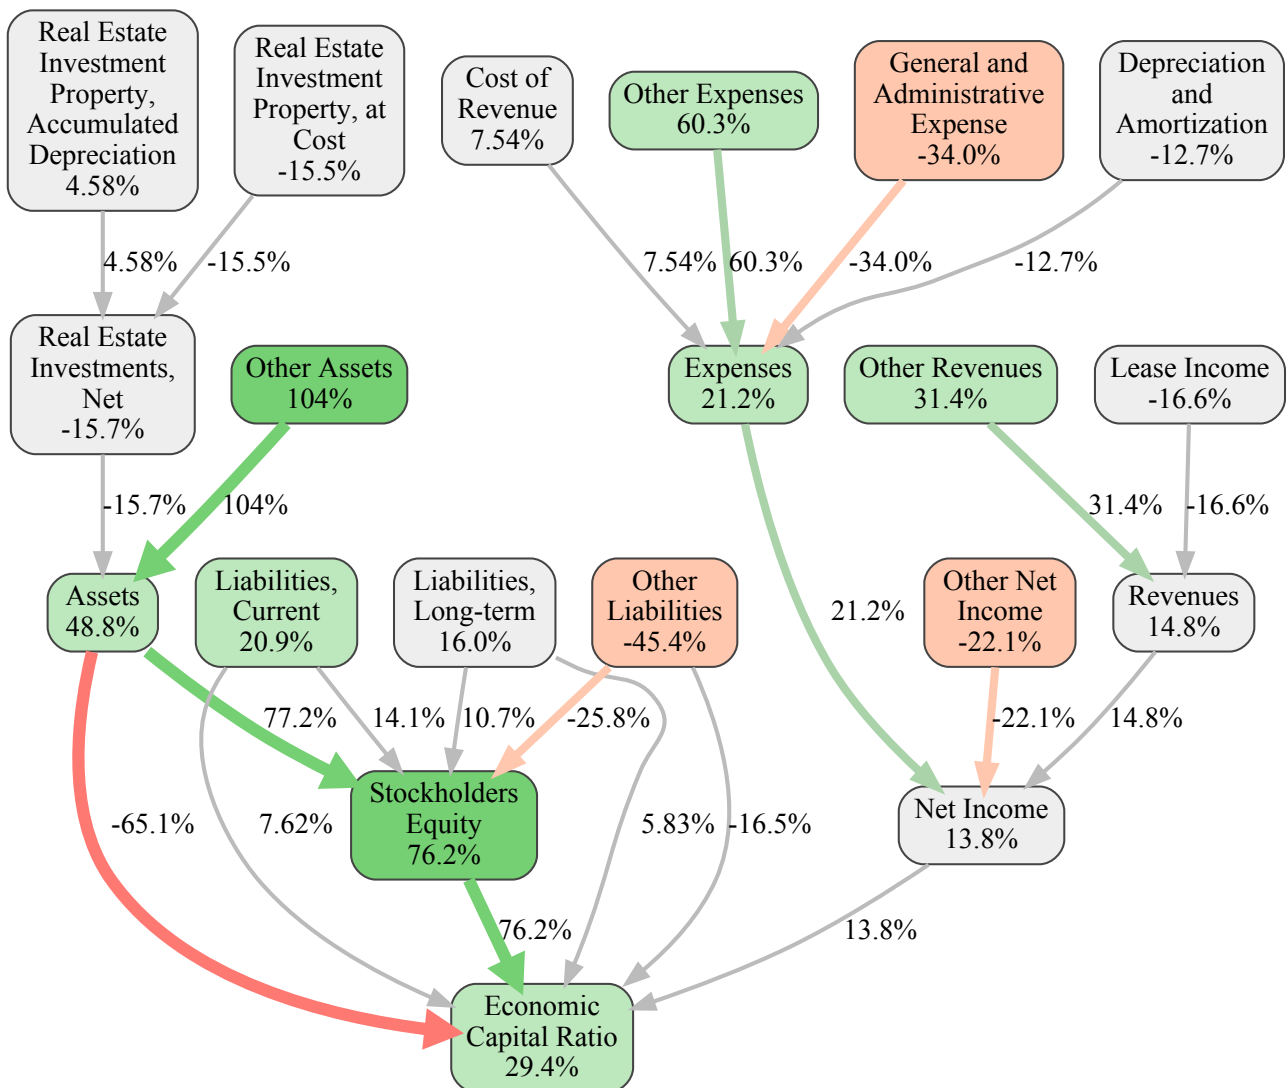 Real Estate
Investment
Property,
Accumulated
Depreciation
4.58%
Real Estate
Investment
Property, at
Cost
-15.5%
Cost of
Revenue
7.54%
Other Expenses
60.3%
General and
Administrative
Expense
-34.0%
Depreciation
and
Amortization
-12.7%
4.58%
-15.5%
7.54%
60.3%
-34.0%
-12.7%
Real Estate
Investments,
Net
-15.7%
Other Assets
104%
Expenses
21.2%
Other Revenues
31.4%
Lease Income
-16.6%
-15.7%
104%
31.4%
-16.6%
Assets
48.8%
Liabilities,
Current
20.9%
Liabilities,
Long-term
16.0%
Other
Liabilities
-45.4%
21.2%
Other Net
Income
-22.1%
Revenues
14.8%
77.2%
14.1%
10.7%
-25.8%
-22.1%
14.8%
-65.1%
7.62%
Stockholders
Equity
76.2%
5.83%
-16.5%
Net Income
13.8%
76.2%
13.8%
Economic
Capital Ratio
29.4%